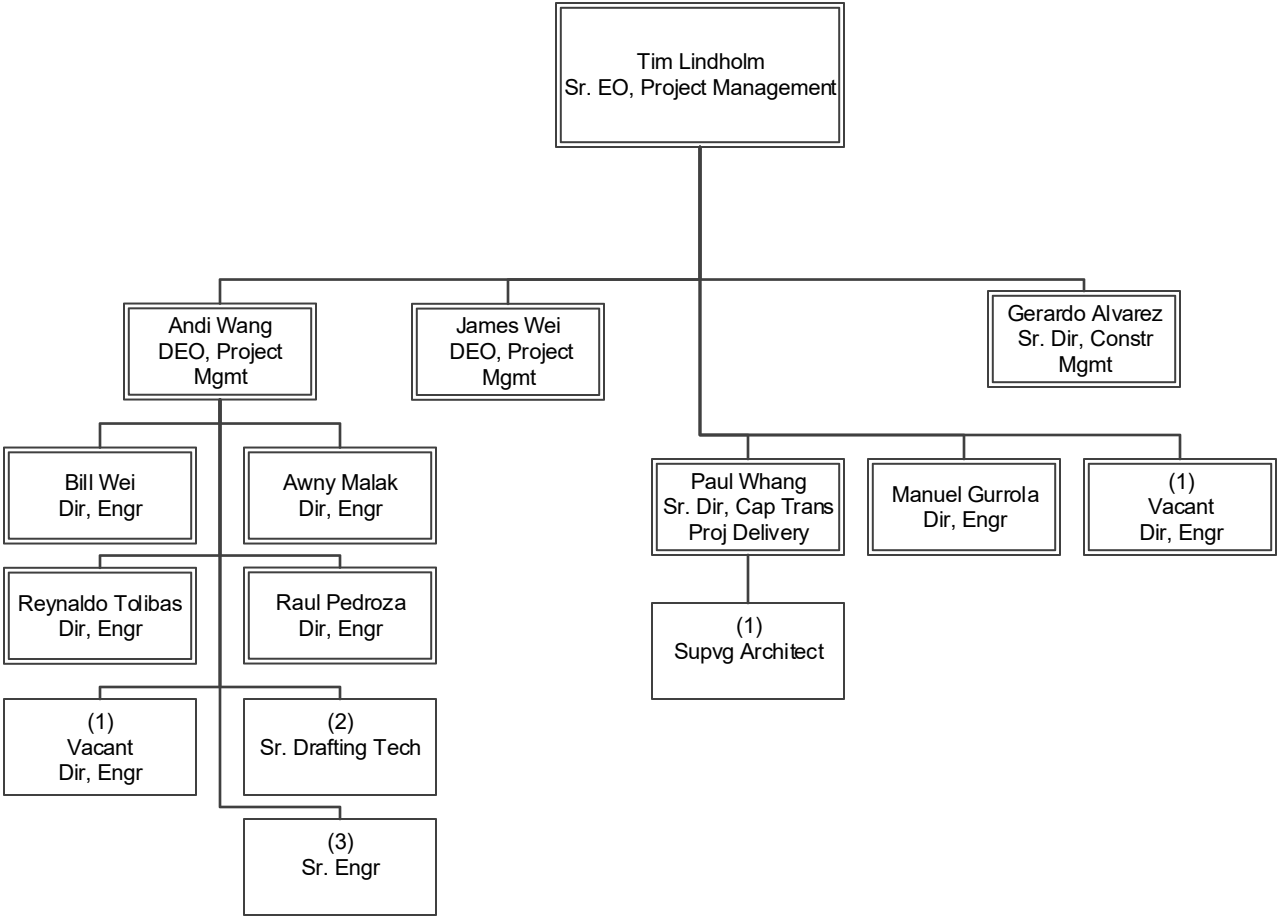 Tim Lindholm
Sr. EO, Project Management
Andi Wang
DEO, Project
Mgmt
James Wei
DEO, Project
Mgmt
Gerardo Alvarez
Sr. Dir, Constr
Mgmt
Bill Wei
Dir, Engr
Awny Malak
Dir, Engr
Paul Whang
Sr. Dir, Cap Trans
Proj Delivery
Manuel Gurrola
Dir, Engr
(1)
Vacant
Dir, Engr
Reynaldo Tolibas
Dir, Engr
Raul Pedroza
Dir, Engr
(1)
Supvg Architect
(1)
Vacant
Dir, Engr
(2)
Sr. Drafting Tech
(3)
Sr. Engr